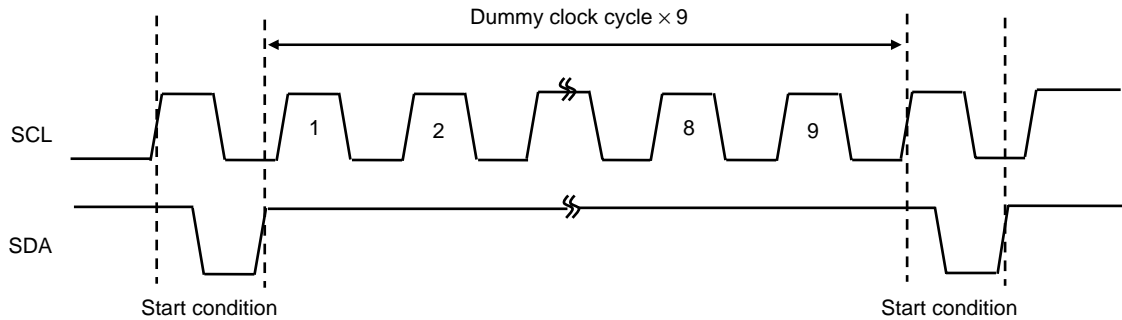 Dummy clock cycle × 9
SCL
1
2
8
9
SDA
Start condition
Start condition